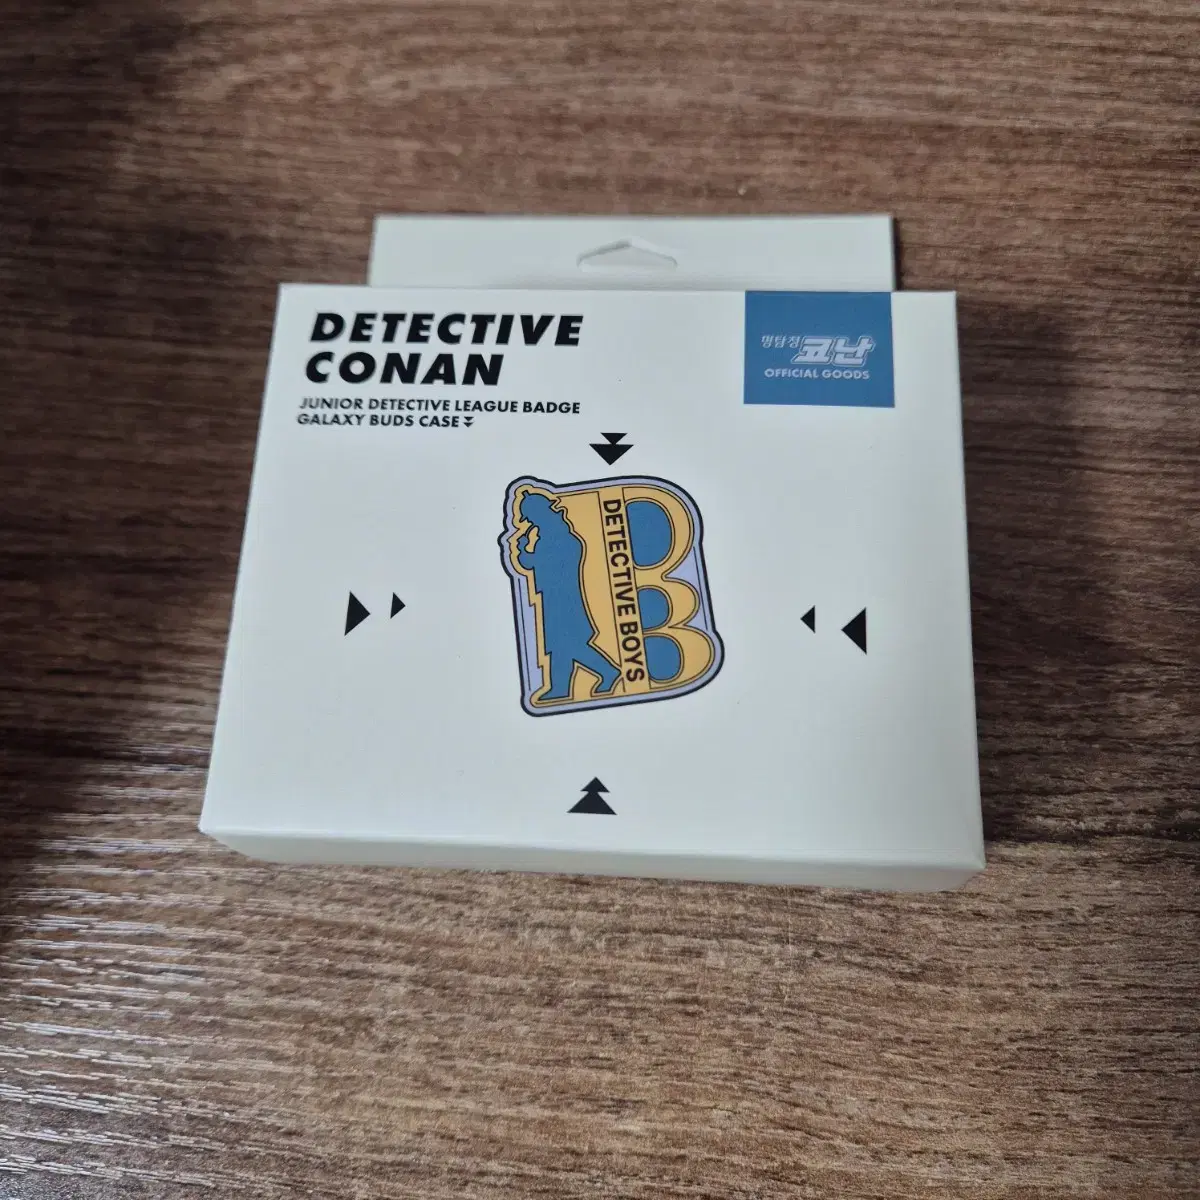 DETECTIVE
CONAN
JUNIOR DETECTIVE LEAGUE BADGE
GALAXY BUDS CASE
명탐정
코난
OFFICIAL GOODS
DETECTIVE BOYS
B